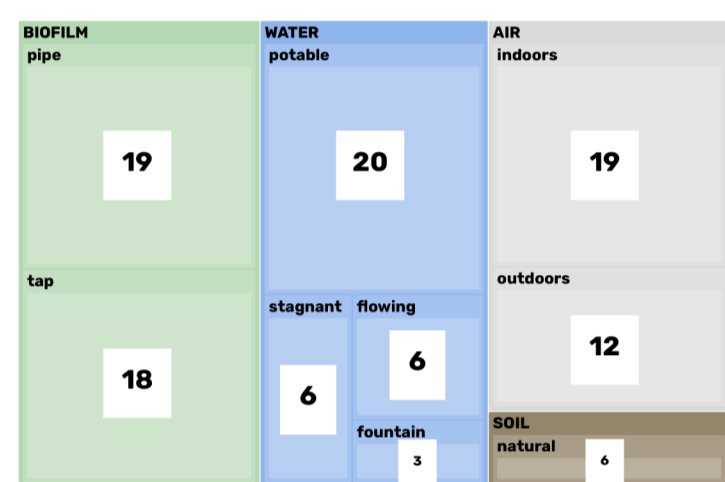 BIOFILM
pipe
19
tap
18
WATER
potable
20
stagnant
6
flowing
6
fountain
3
AIR
indoors
19
outdoors
12
SOIL
natural
6